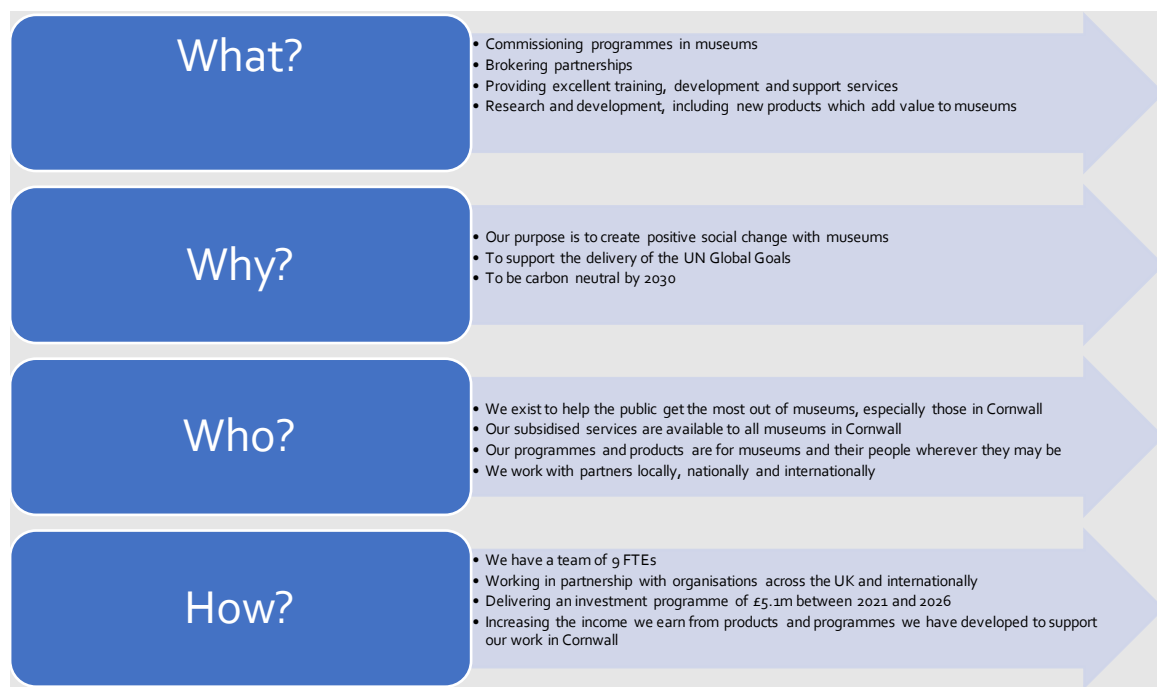 What?
• Commissioning programmes in museums
• Brokering partnerships
• Providing excellent training, development and support services
• Research and development, including new products which add value to museums
Why?
• Our purpose is to create positive social change with museums
• To support the delivery of the UN Global Goals
• To be carbon neutral by 2030
Who?
• We exist to help the public get the most out of museums, especially those in Cornwall
• Our subsidised services are available to all museums in Cornwall
• Our programmes and products are for museums and their people wherever they may be
• We work with partners locally, nationally and internationally
How?
• We have a team of 9 FTEs
• Working in partnership with organisations across the UK and internationally
• Delivering an investment programme of £5.1m between 2021 and 2026
• Increasing the income we earn from products and programmes we have developed to support
our work in Cornwall